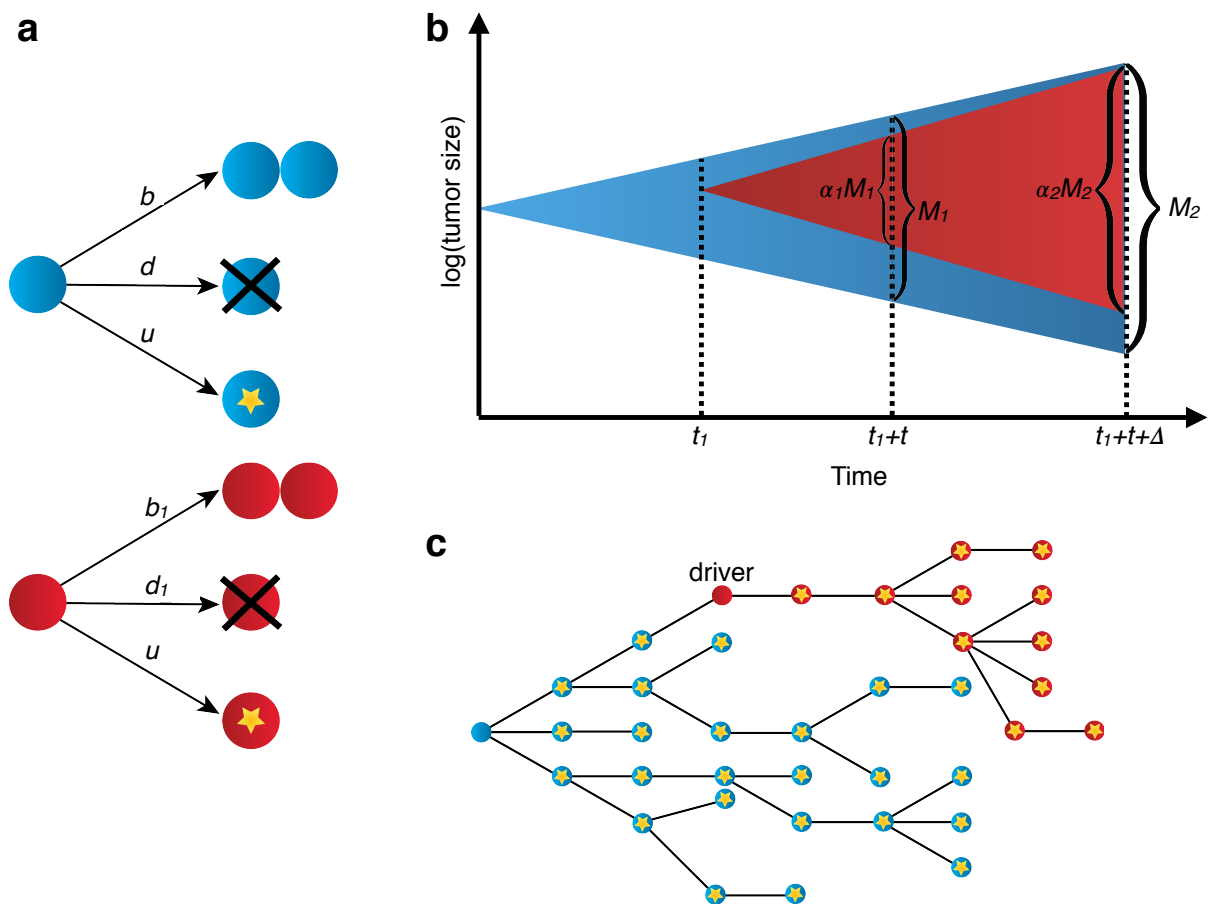 a
b
d
u
b₁
d₁
u
b
log(tumor size)
α₁M₁
M₁
α₂M₂
M₂
t₁
t₁+t
t₁+t+Δ
Time
c
driver